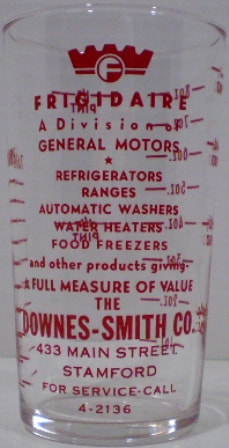 F
FRIGIDAIRE
A Division of
GENERAL MOTORS
★
REFRIGERATORS
RANGES
AUTOMATIC WASHERS
WATER HEATERS
FOOD FREEZERS
and other products giving
A FULL MEASURE OF VALUE
THE
DOWNES-SMITH CO.
433 MAIN STREET
STAMFORD
FOR SERVICE-CALL
4-2136